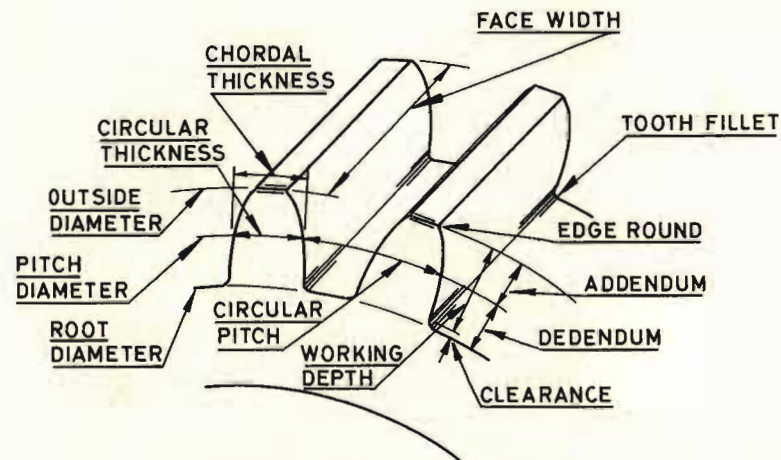 FACE WIDTH
CHORDAL
THICKNESS
CIRCULAR
THICKNESS
TOOTH FILLET
OUTSIDE
DIAMETER
EDGE ROUND
PITCH
DIAMETER
ADDENDUM
CIRCULAR
PITCH
ROOT
DIAMETER
WORKING
DEPTH
DEDENDUM
CLEARANCE